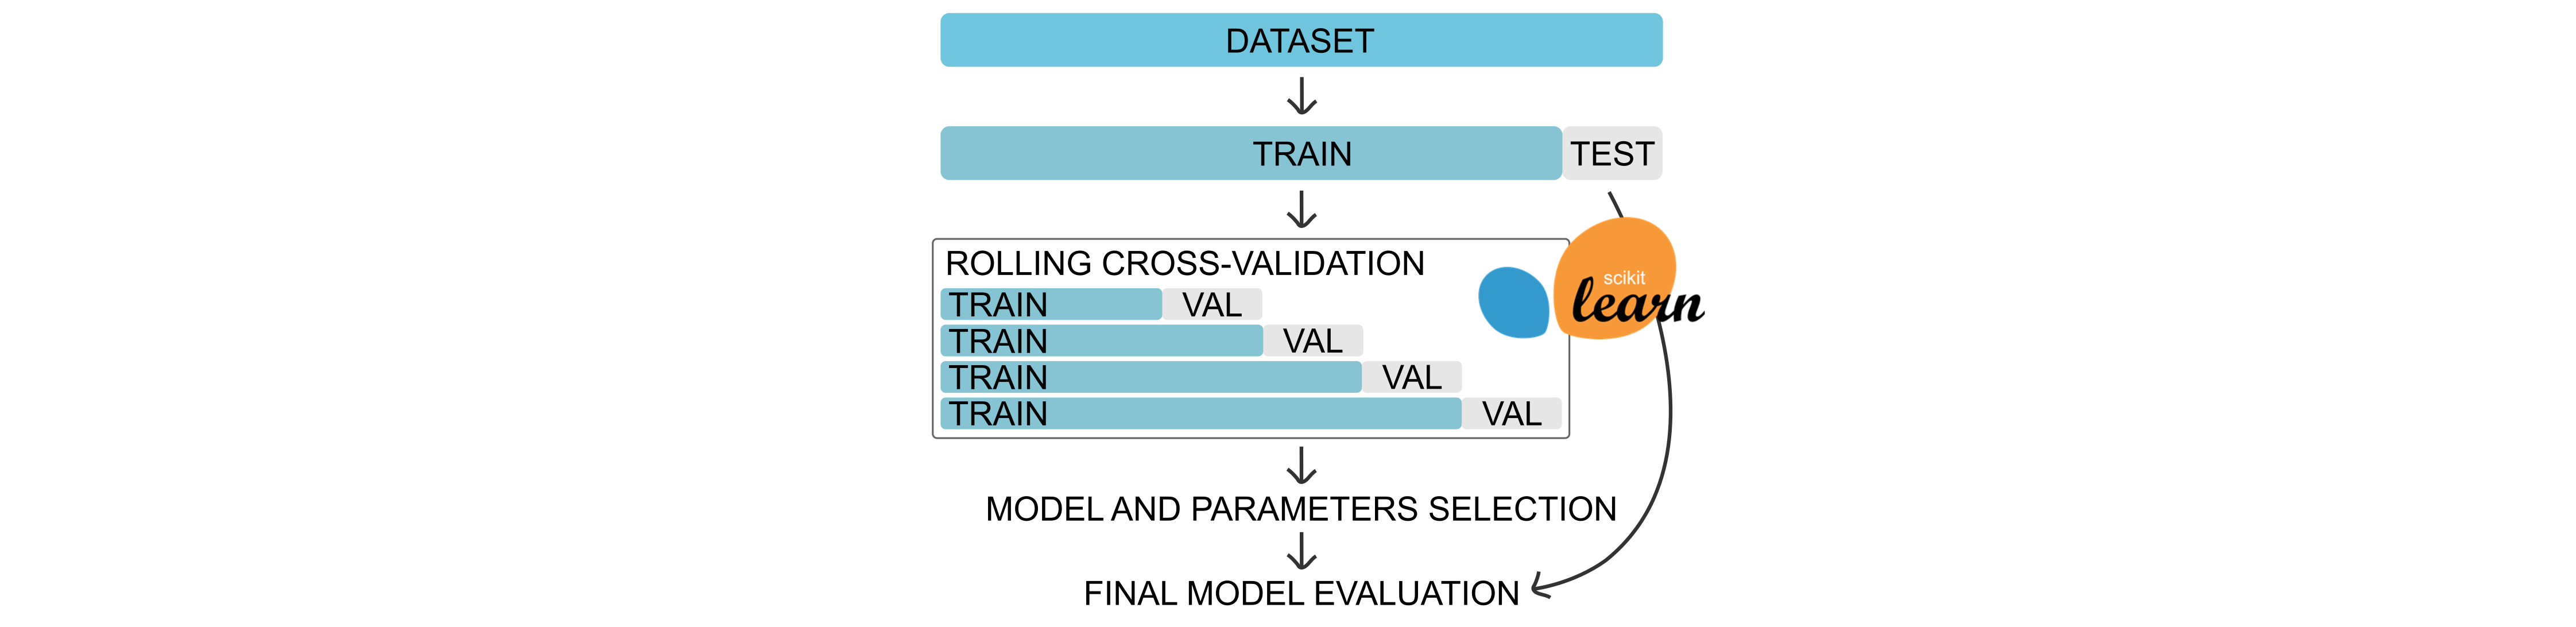 DATASET
TRAIN TEST
ROLLING CROSS-VALIDATION
scikit
learn
TRAIN VAL
TRAIN VAL
TRAIN VAL
TRAIN VAL
MODEL AND PARAMETERS SELECTION
FINAL MODEL EVALUATION